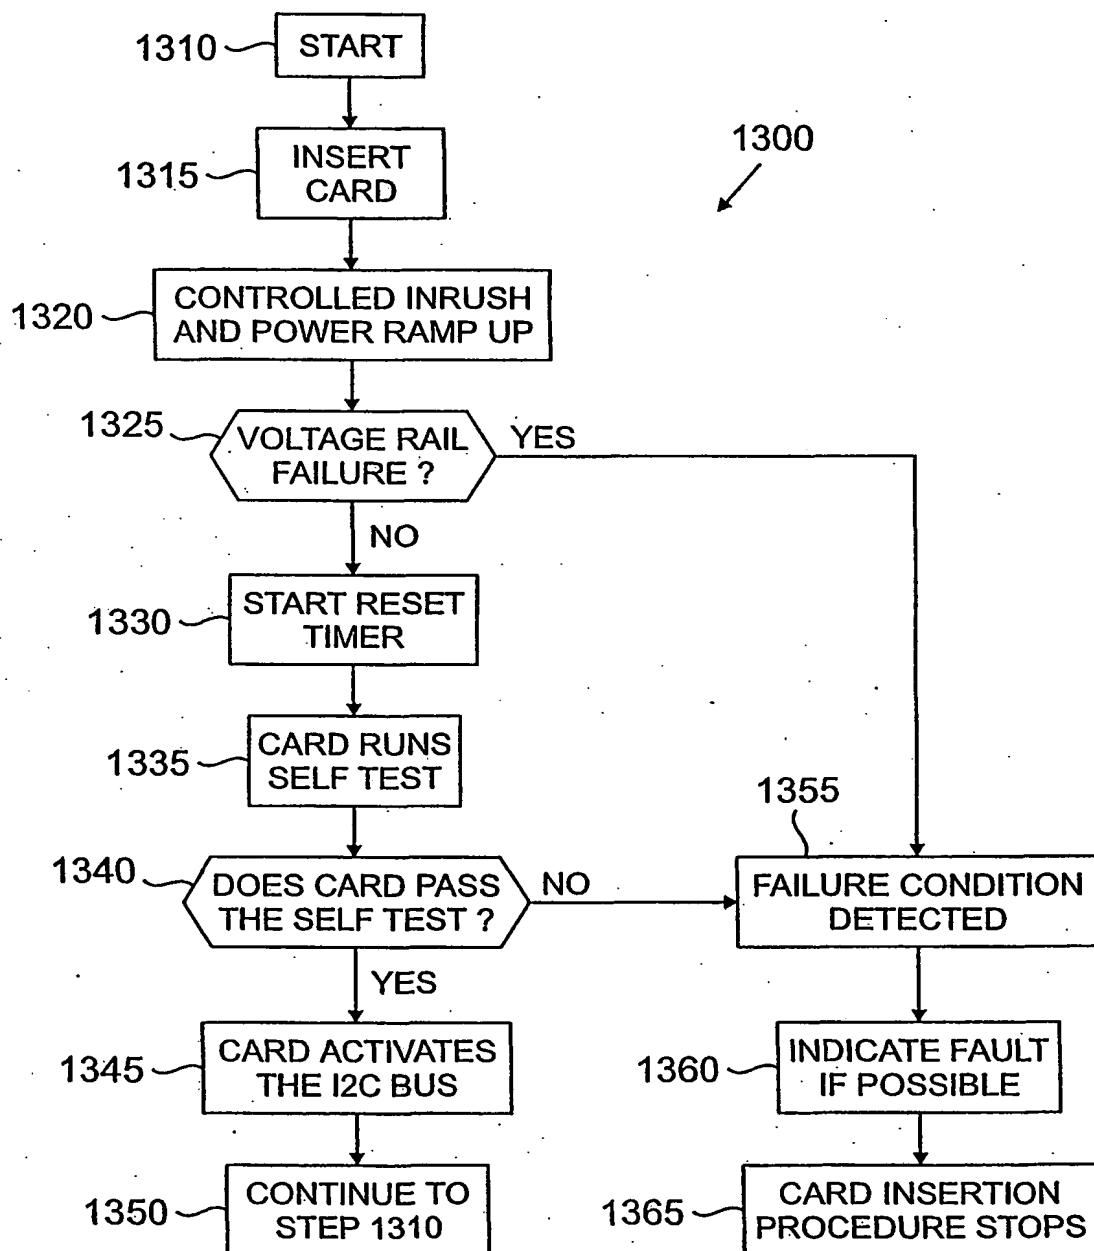 1310
START
1300
1315
INSERT
CARD
1320
CONTROLLED INRUSH
AND POWER RAMP UP
1325
VOLTAGE RAIL
FAILURE ?
YES
NO
1330
START RESET
TIMER
1335
CARD RUNS
SELF TEST
1355
1340
DOES CARD PASS
THE SELF TEST ?
NO
FAILURE CONDITION
DETECTED
YES
1345
CARD ACTIVATES
THE I2C BUS
1360
INDICATE FAULT
IF POSSIBLE
1350
CONTINUE TO
STEP 1310
1365
CARD INSERTION
PROCEDURE STOPS